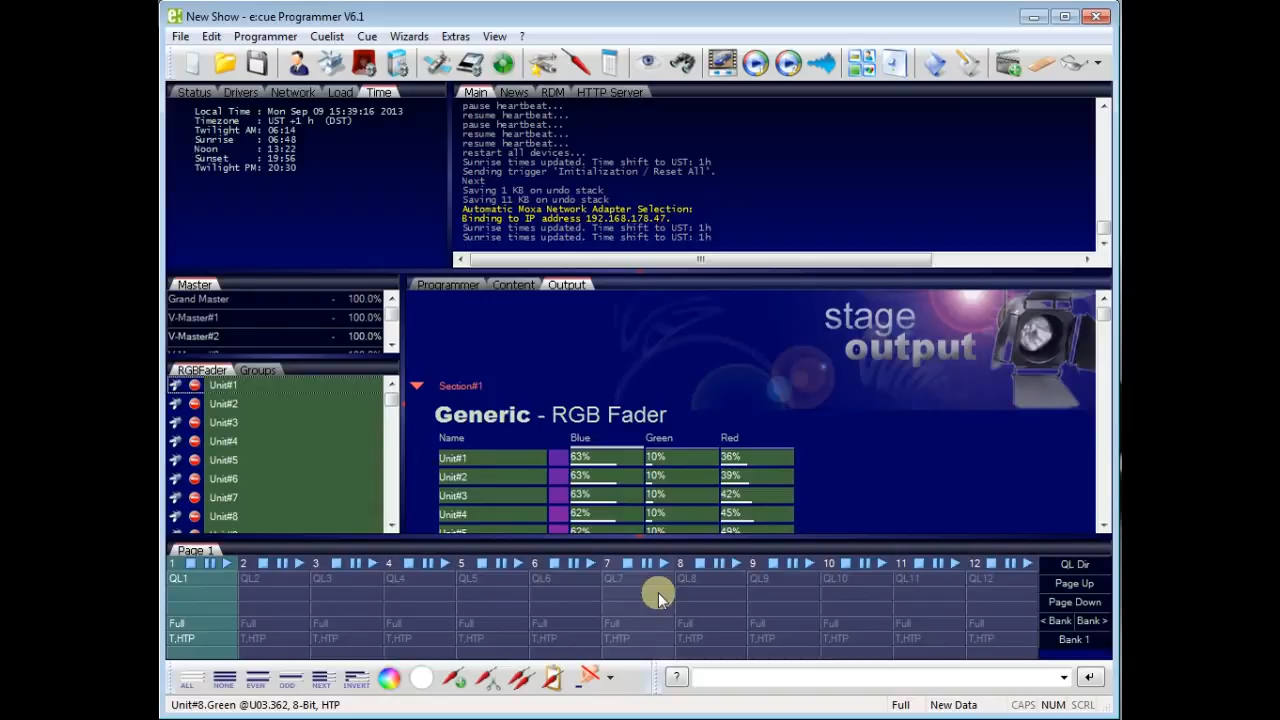 New Show - e:cue Programmer V6.1
File Edit Programmer Cuelist Cue Wizards Extras View ?
Status Drivers Network Load Time
Local Time : Mon Sep 09 15:39:16 2013
Timezone : UST +1 h (DST)
Twilight AM: 06:14
Sunrise : 06:48
Noon : 13:22
Sunset : 19:56
Twilight PM: 20:30
Main News RDM HTTP Server
pause heartbeat...
resume heartbeat...
pause heartbeat...
resume heartbeat...
resume heartbeat...
restart all devices...
Sunrise times updated. Time shift to UST: 1h
Sending trigger 'Initialization / Reset All'.
Next
Saving 1 KB on undo stack
Saving 11 KB on undo stack
Automatic Moxa Network Adapter Selection:
Binding to IP address 192.168.178.47.
Sunrise times updated. Time shift to UST: 1h
Sunrise times updated. Time shift to UST: 1h
Master
Grand Master - 100.0%
V-Master#1 - 100.0%
V-Master#2 - 100.0%
RGBFader Groups
Unit#1
Unit#2
Unit#3
Unit#4
Unit#5
Unit#6
Unit#7
Unit#8
Programmer Content Output
stage
output
Section#1
Generic - RGB Fader
Name Blue Green Red
Unit#1 63% 10% 36%
Unit#2 63% 10% 39%
Unit#3 63% 10% 42%
Unit#4 62% 10% 45%
Unit#5 62% 10% 49%
Page 1
1 2 3 4 5 6 7 8 9 10 11 12
QL1 QL2 QL3 QL4 QL5 QL6 QL7 QL8 QL9 QL10 QL11 QL12
Full Full Full Full Full Full Full Full Full Full Full Full
T,HTP T,HTP T,HTP T,HTP T,HTP T,HTP T,HTP T,HTP T,HTP T,HTP T,HTP T,HTP
QL Dir
Page Up
Page Down
< Bank Bank >
Bank 1
ALL NONE EVEN ODD NEXT INVERT ?
Unit#8.Green @U03.362, 8-Bit, HTP Full New Data CAPS NUM SCRL